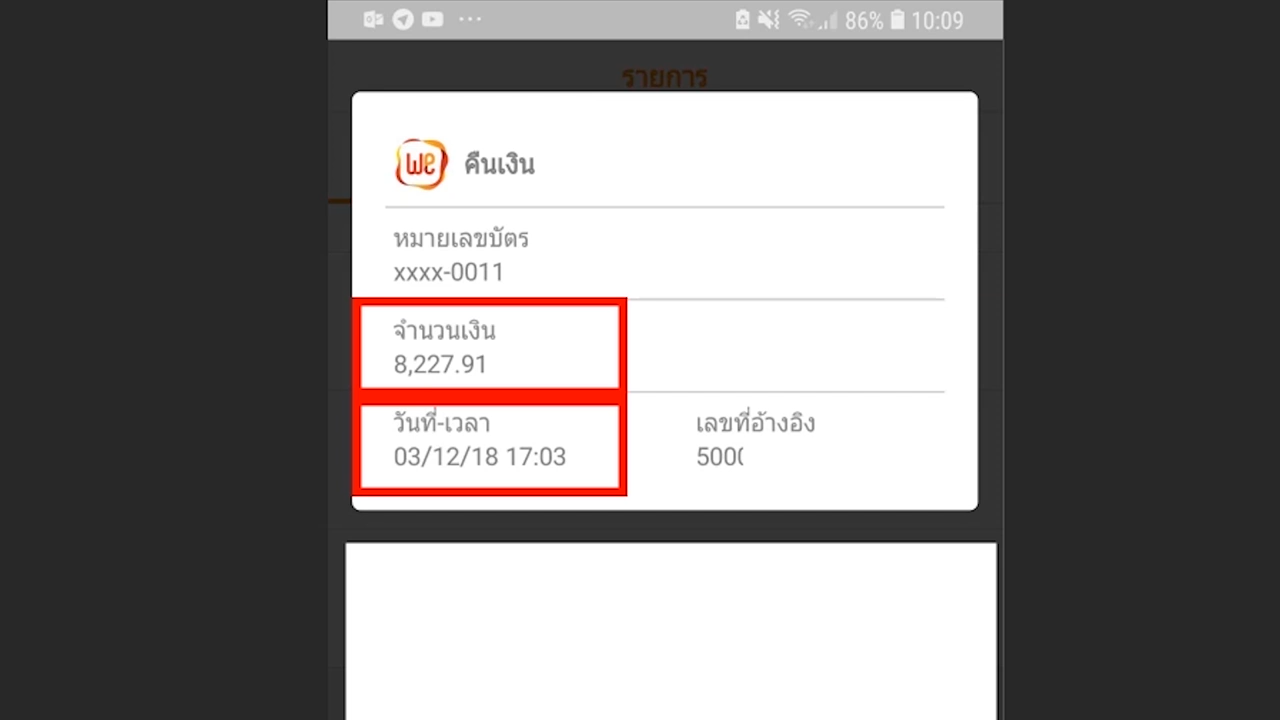 86% 10:09
รายการ
we คืนเงิน
หมายเลขบัตร
xxxx-0011
จำนวนเงิน
8,227.91
วันที่-เวลา
03/12/18 17:03
เลขที่อ้างอิง
500